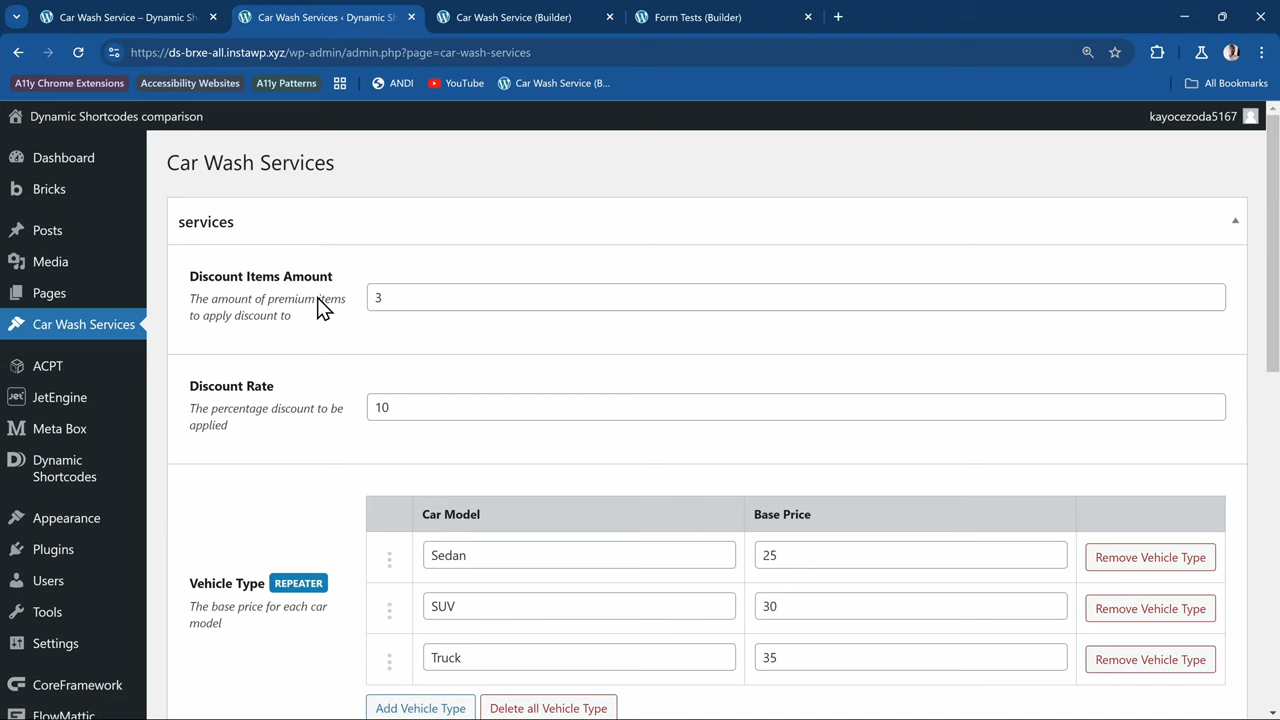 Car Wash Service – Dynamic Sh
Car Wash Services ‹ Dynamic Sh
Car Wash Service (Builder)
Form Tests (Builder)
https://ds-brxe-all.instawp.xyz/wp-admin/admin.php?page=car-wash-services
A11y Chrome Extensions
Accessibility Websites
A11y Patterns
ANDI
YouTube
Car Wash Service (B...
All Bookmarks
Dynamic Shortcodes comparison
kayocezoda5167
Dashboard
Bricks
Posts
Media
Pages
Car Wash Services
ACPT
Jet
JetEngine
Meta Box
Dynamic
Shortcodes
Appearance
Plugins
Users
Tools
Settings
CoreFramework
FlowMattic
Car Wash Services
services
Discount Items Amount
The amount of premium items
to apply discount to
3
Discount Rate
The percentage discount to be
applied
10
Vehicle Type REPEATER
The base price for each car
model
Car Model
Base Price
Sedan
25
Remove Vehicle Type
SUV
30
Remove Vehicle Type
Truck
35
Remove Vehicle Type
Add Vehicle Type
Delete all Vehicle Type